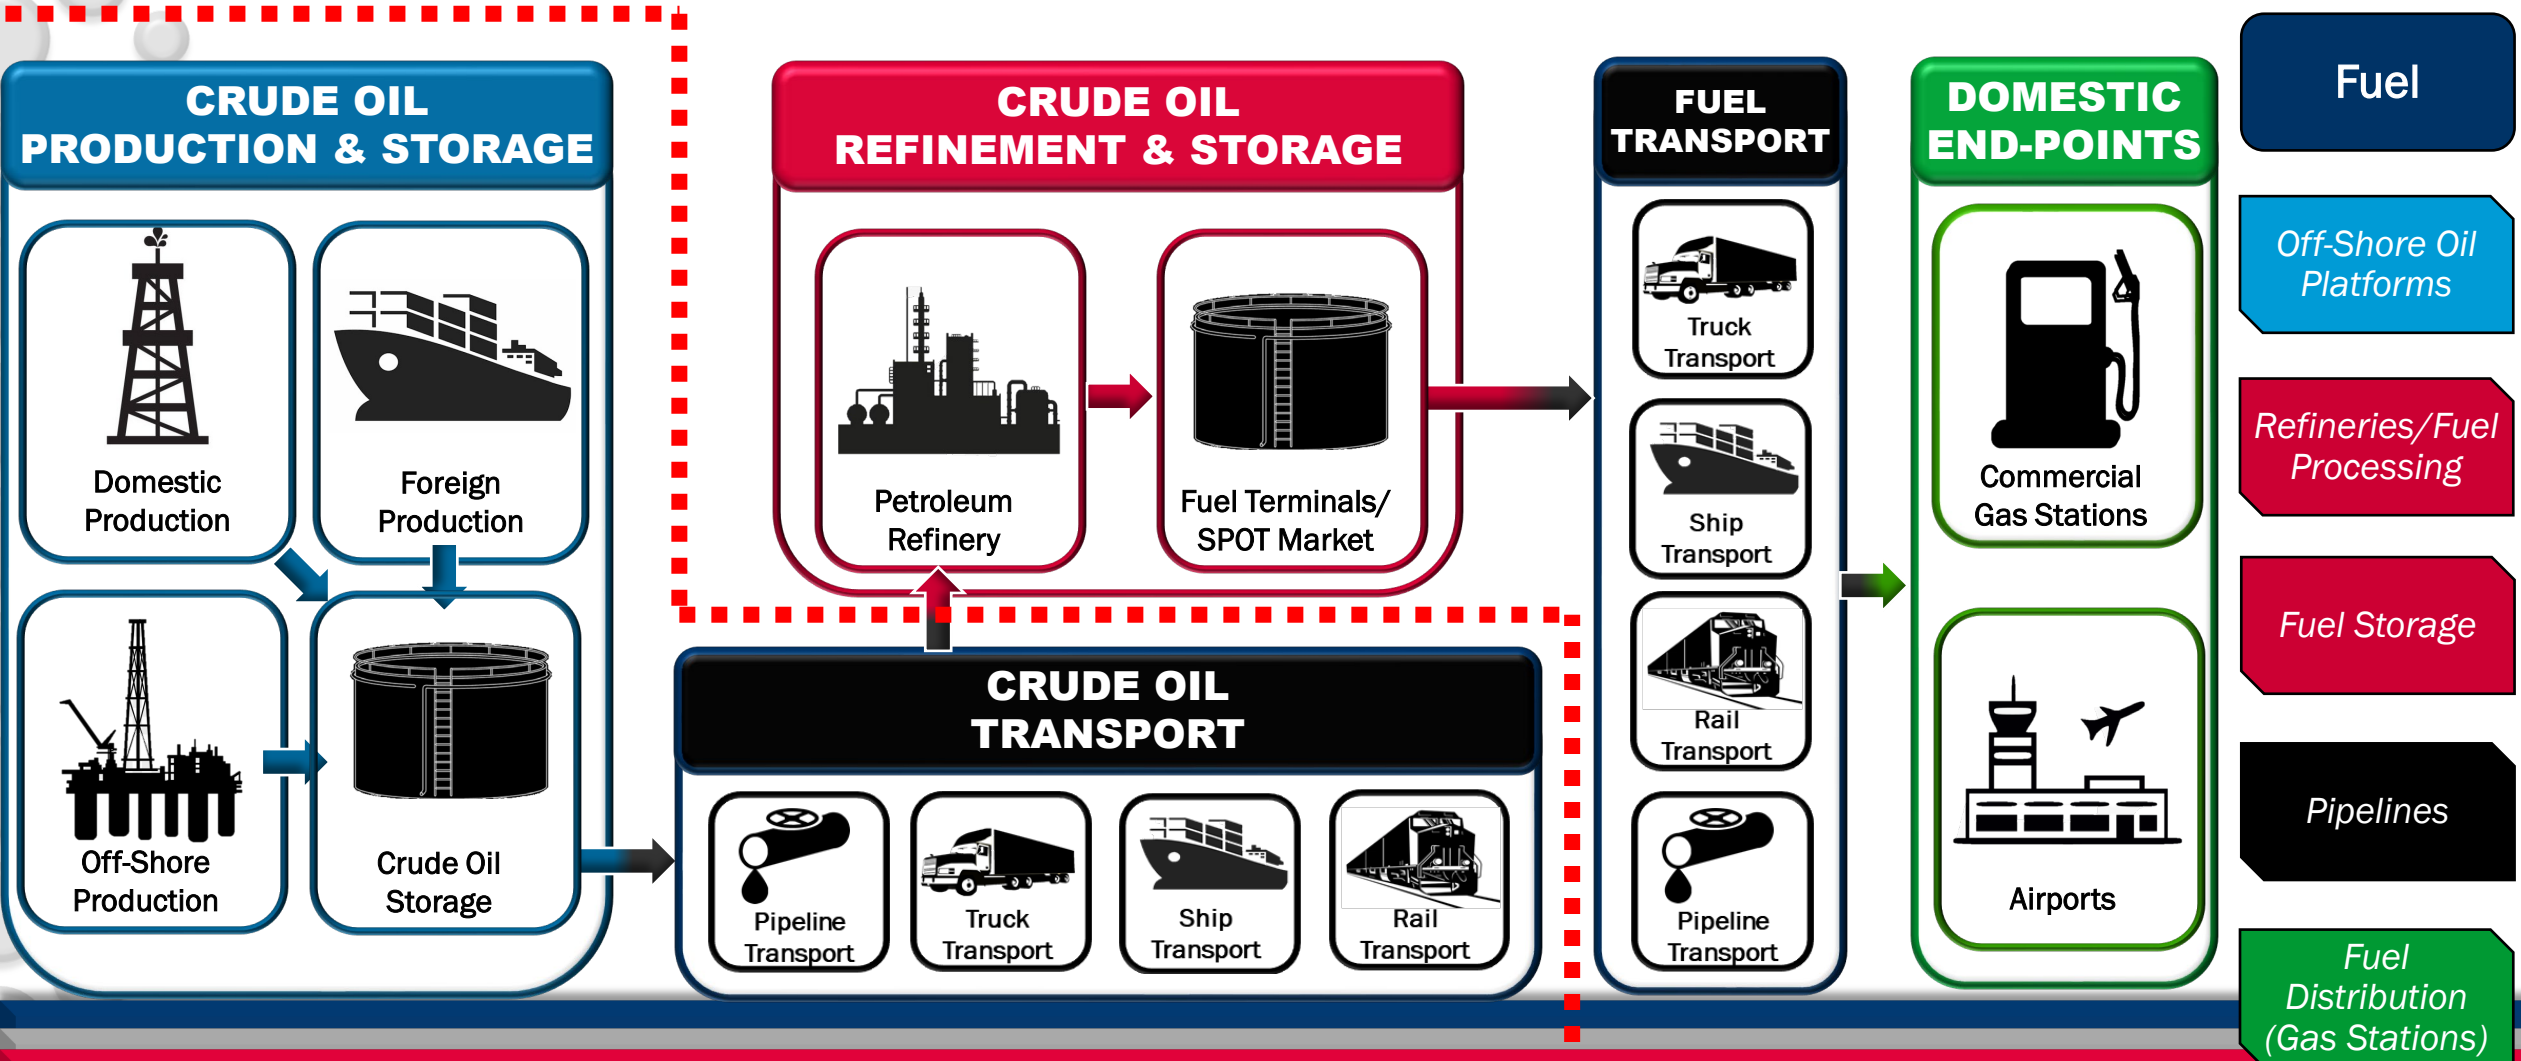 CRUDE OIL
PRODUCTION & STORAGE
Domestic
Production
Foreign
Production
Off-Shore
Production
Crude Oil
Storage
CRUDE OIL
REFINEMENT & STORAGE
Petroleum
Refinery
Fuel Terminals/
SPOT Market
CRUDE OIL
TRANSPORT
Pipeline
Transport
Truck
Transport
Ship
Transport
Rail
Transport
FUEL
TRANSPORT
Truck
Transport
Ship
Transport
Rail
Transport
Pipeline
Transport
DOMESTIC
END-POINTS
Commercial
Gas Stations
Airports
Fuel
Off-Shore Oil
Platforms
Refineries/Fuel
Processing
Fuel Storage
Pipelines
Fuel
Distribution
(Gas Stations)